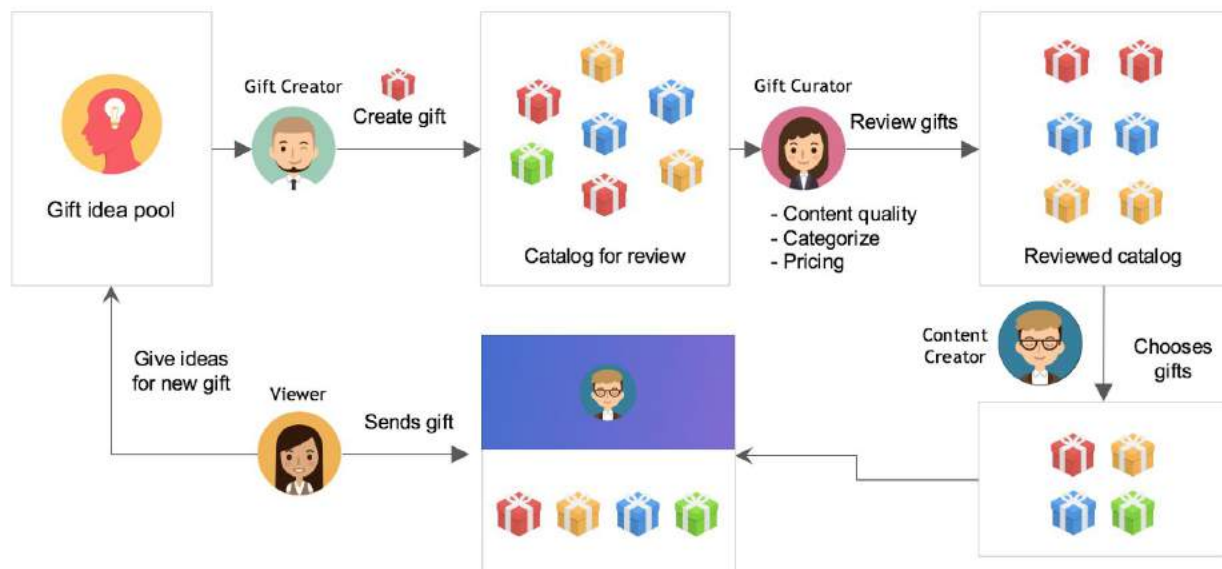 Gift idea pool
Gift Creator
Create gift
Catalog for review
Gift Curator
Review gifts
- Content quality
- Categorize
- Pricing
Reviewed catalog
Content
Creator
Chooses
gifts
Give ideas
for new gift
Viewer
Sends gift